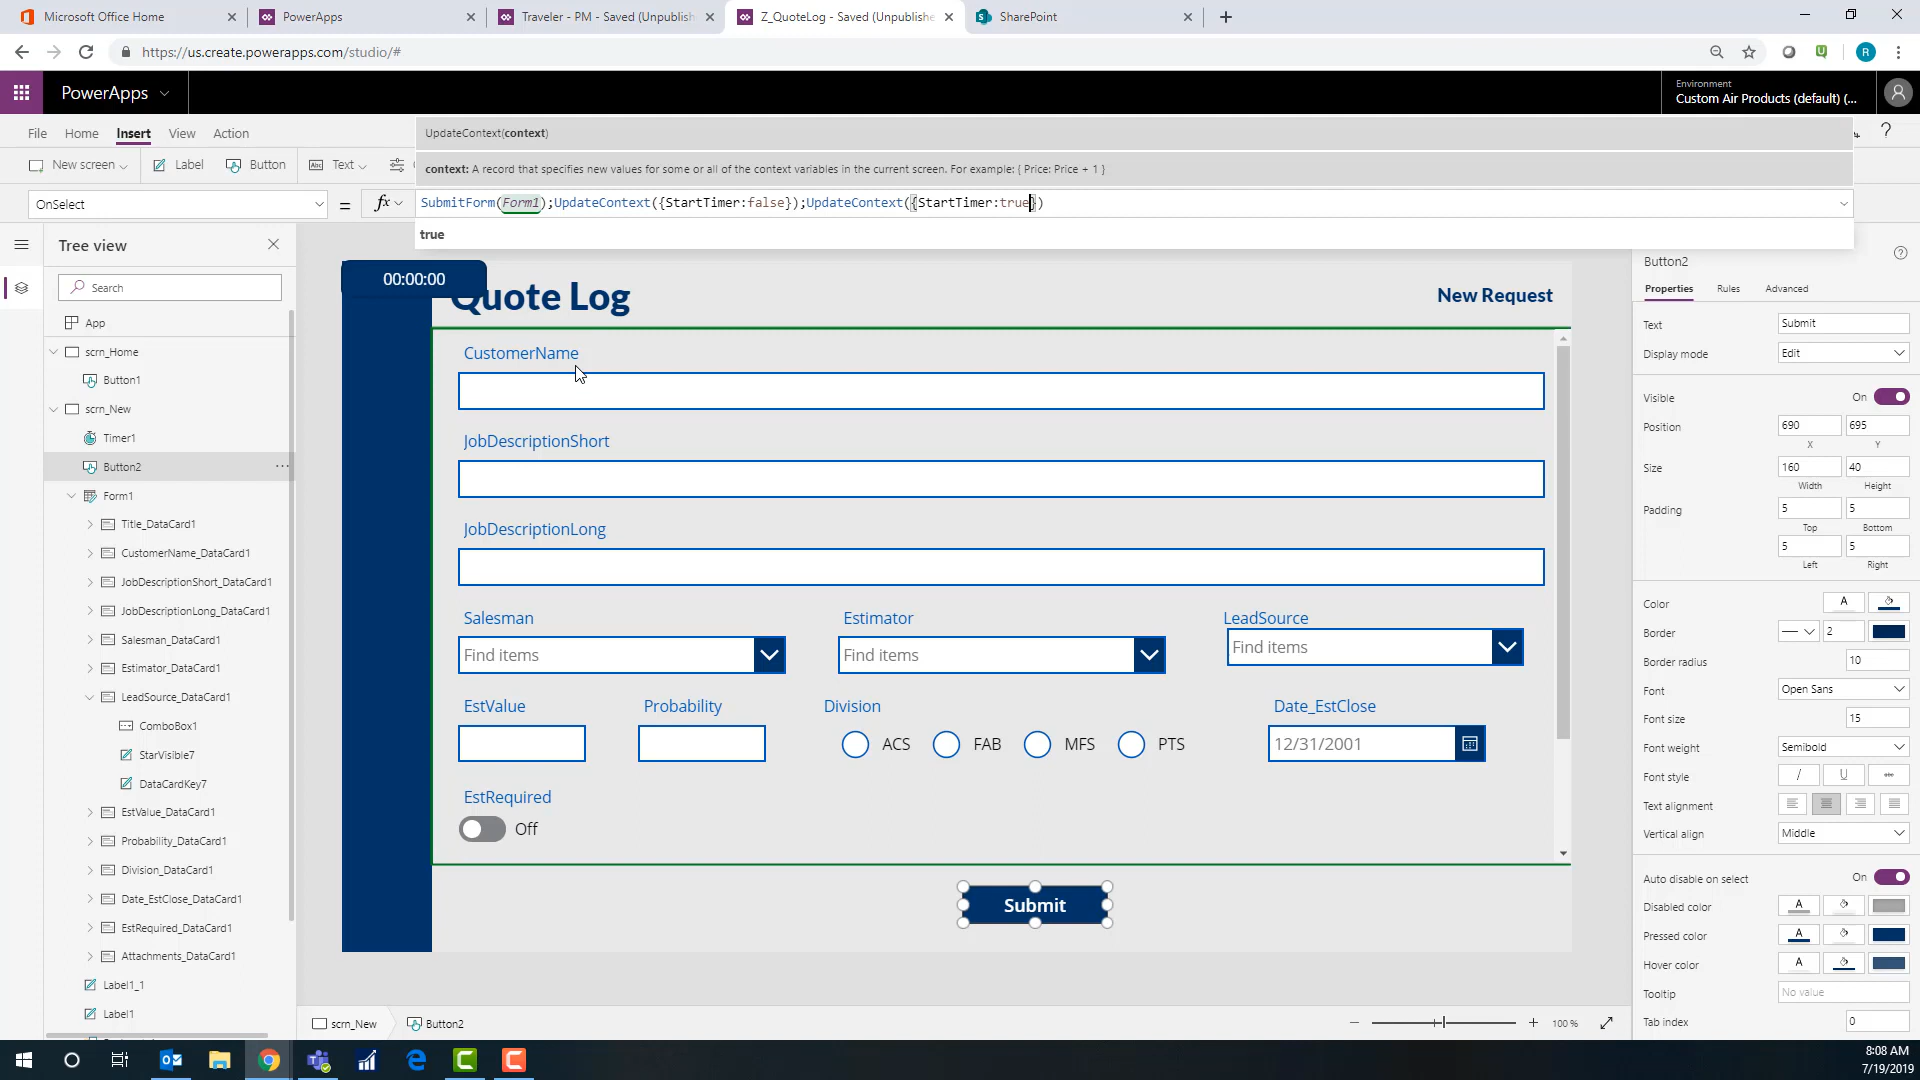 Microsoft Office Home
PowerApps
Traveler - PM - Saved (Unpublish
Z_QuoteLog - Saved (Unpublishe
SharePoint
https://us.create.powerapps.com/studio/#
R
PowerApps
Environment
Custom Air Products (default) (...
File
Home
Insert
View
Action
UpdateContext(context)
?
New screen
Label
Button
Abc
Text
context: A record that specifies new values for some or all of the context variables in the current screen. For example: { Price: Price + 1 }
OnSelect
=
fx
SubmitForm(Form1);UpdateContext({StartTimer:false});UpdateContext({StartTimer:true})
true
Tree view
Search
App
scrn_Home
Button1
scrn_New
Timer1
Button2
Form1
Title_DataCard1
CustomerName_DataCard1
JobDescriptionShort_DataCard1
JobDescriptionLong_DataCard1
Salesman_DataCard1
Estimator_DataCard1
LeadSource_DataCard1
ComboBox1
StarVisible7
DataCardKey7
EstValue_DataCard1
Probability_DataCard1
Division_DataCard1
Date_EstClose_DataCard1
EstRequired_DataCard1
Attachments_DataCard1
Label1_1
Label1
00:00:00
Quote Log
New Request
CustomerName
JobDescriptionShort
JobDescriptionLong
Salesman
Estimator
LeadSource
Find items
Find items
Find items
EstValue
Probability
Division
Date_EstClose
ACS
FAB
MFS
PTS
12/31/2001
EstRequired
Off
Submit
scrn_New
Button2
100 %
Button2
Properties
Rules
Advanced
Text
Submit
Display mode
Edit
Visible
On
Position
690
695
X
Y
Size
160
40
Width
Height
Padding
5
5
Top
Bottom
5
5
Left
Right
Color
A
Border
2
Border radius
10
Font
Open Sans
Font size
15
Font weight
Semibold
Font style
/
U
abc
Text alignment
Vertical align
Middle
Auto disable on select
On
Disabled color
A
Pressed color
A
Hover color
A
Tooltip
No value
Tab index
0
8:08 AM
7/19/2019